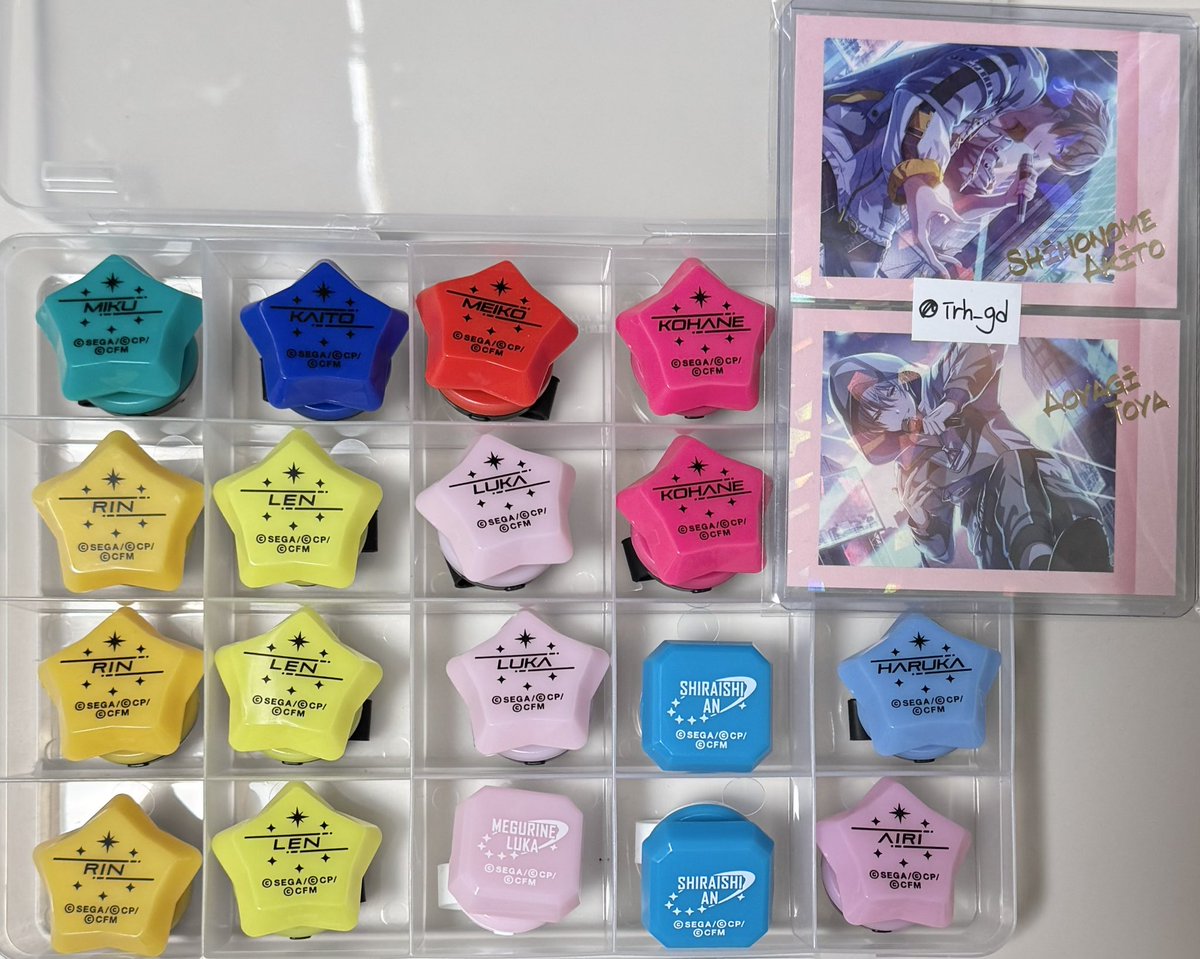 SHINONOME
AKITO
@Trh_gd
AOYAGI
TOYA
MIKU
©SEGA/©CP/
©CFM
KAITO
©SEGA/©CP/
©CFM
MEIKO
©SEGA/©CP/
©CFM
KOHANE
©SEGA/©CP/
©CFM
RIN
©SEGA/©CP/
©CFM
LEN
©SEGA/©CP/
©CFM
LUKA
©SEGA/©CP/
©CFM
KOHANE
©SEGA/©CP/
©CFM
RIN
©SEGA/©CP/
©CFM
LEN
©SEGA/©CP/
©CFM
LUKA
©SEGA/©CP/
©CFM
SHIRAISHI
AN
©SEGA/©CP/
©CFM
HARUKA
©SEGA/©CP/
©CFM
RIN
©SEGA/©CP/
©CFM
LEN
©SEGA/©CP/
©CFM
MEGURINE
LUKA
©SEGA/©CP/
©CFM
SHIRAISHI
AN
©SEGA/©CP/
©CFM
AIRI
©SEGA/©CP/
©CFM